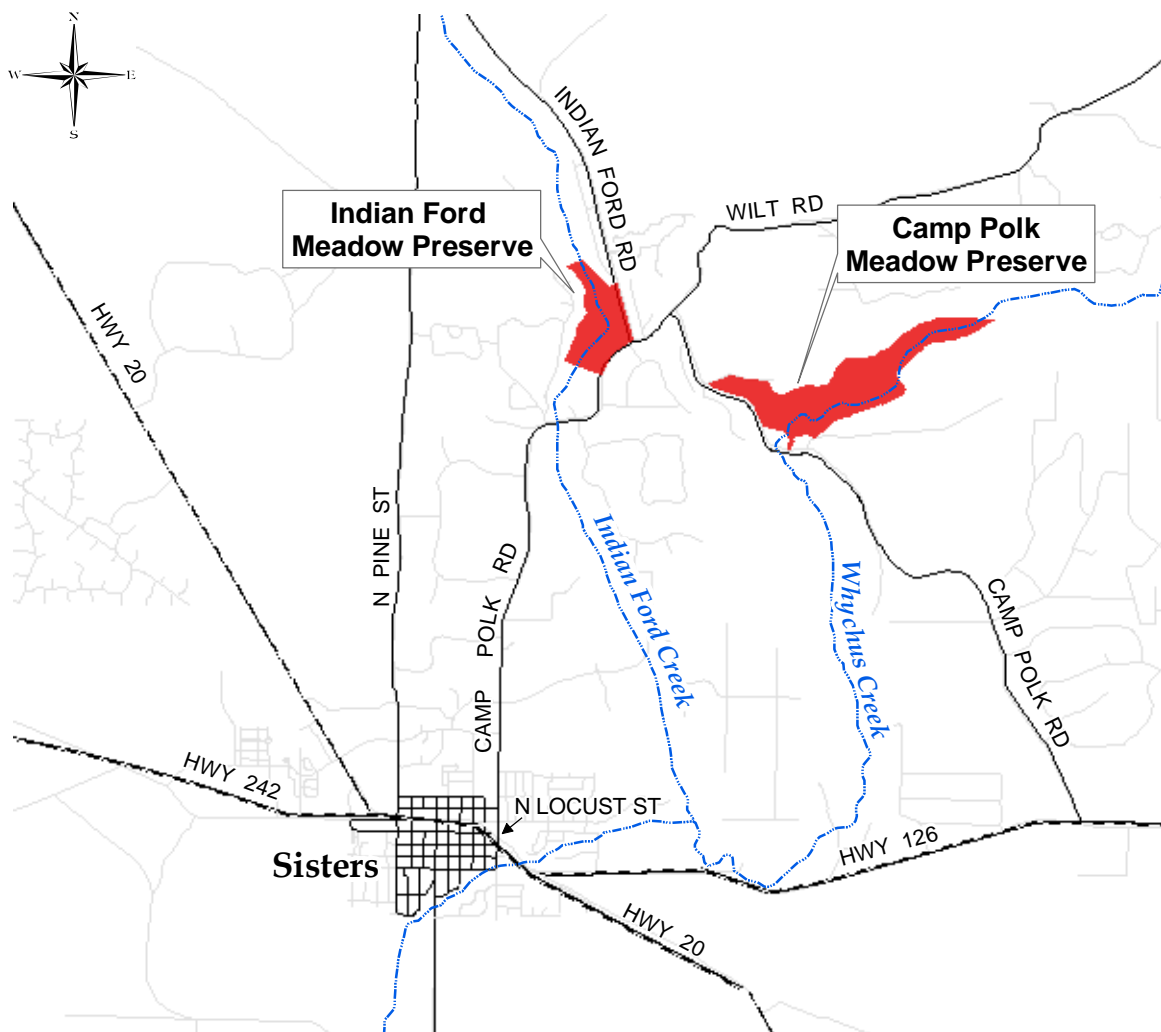 N
W E
S
INDIAN FORD RD
WILT RD
Indian Ford
Meadow Preserve
Camp Polk
Meadow Preserve
HWY 20
N PINE ST
CAMP POLK RD
Indian Ford Creek
Whychus Creek
CAMP POLK RD
HWY 242
N LOCUST ST
Sisters
HWY 126
HWY 20